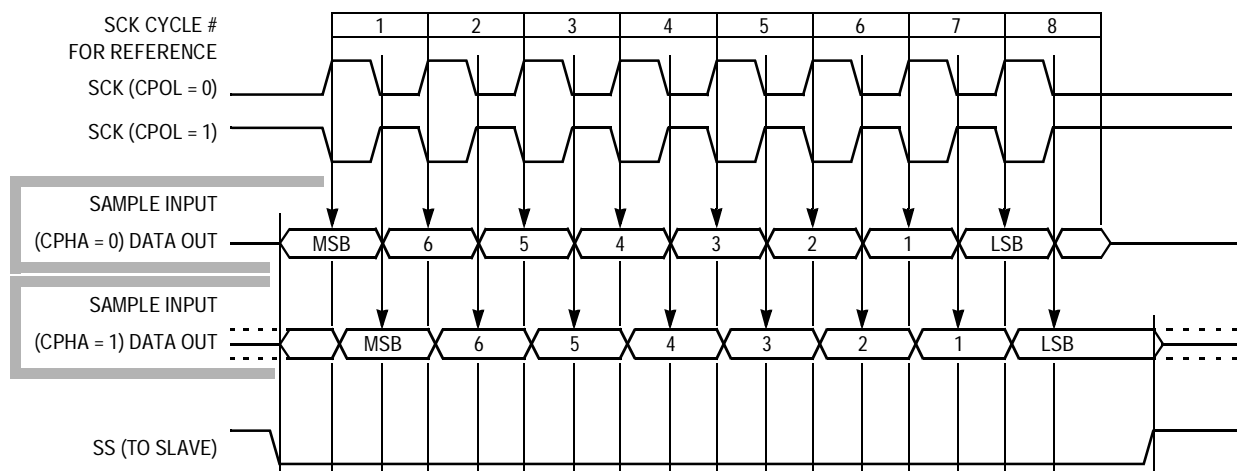 SCK CYCLE # 1 2 3 4 5 6 7 8
FOR REFERENCE
SCK (CPOL = 0)
SCK (CPOL = 1)
SAMPLE INPUT
(CPHA = 0) DATA OUT MSB 6 5 4 3 2 1 LSB
SAMPLE INPUT
(CPHA = 1) DATA OUT MSB 6 5 4 3 2 1 LSB
SS (TO SLAVE)